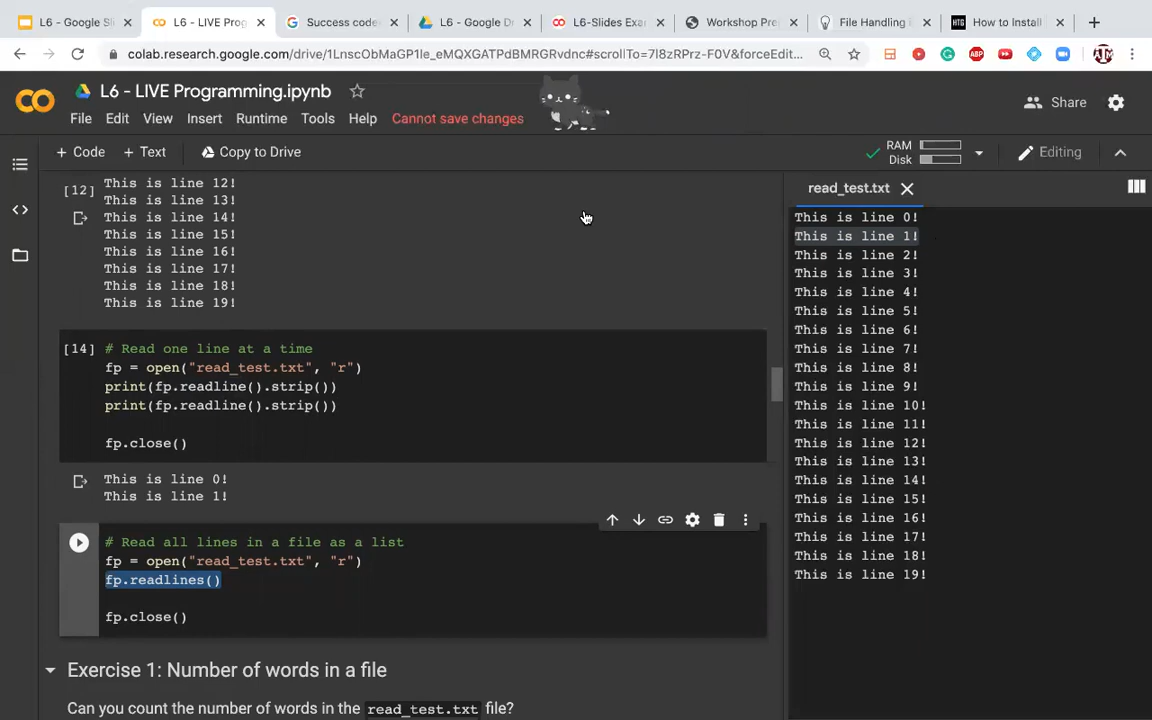 L6 - Google Slid
L6 - LIVE Prog
Success code
L6 - Google Dr
L6-Slides Exa
Workshop Pre
File Handling
HTG How to Install
colab.research.google.com/drive/1LnscObMaGP1le_eMQXGATPdBMRGRvdnc#scrollTo=7l8zRPrz-F0V&forceEdit...
ABP
L6 - LIVE Programming.ipynb
Share
File Edit View Insert Runtime Tools Help Cannot save changes
+ Code + Text Copy to Drive
RAM
Disk
Editing
[12]
This is line 12!
This is line 13!
This is line 14!
This is line 15!
This is line 16!
This is line 17!
This is line 18!
This is line 19!
[14] # Read one line at a time
fp = open("read_test.txt", "r")
print(fp.readline().strip())
print(fp.readline().strip())
fp.close()
This is line 0!
This is line 1!
# Read all lines in a file as a list
fp = open("read_test.txt", "r")
fp.readlines()
fp.close()
Exercise 1: Number of words in a file
Can you count the number of words in the read_test.txt file?
read_test.txt
This is line 0!
This is line 1!
This is line 2!
This is line 3!
This is line 4!
This is line 5!
This is line 6!
This is line 7!
This is line 8!
This is line 9!
This is line 10!
This is line 11!
This is line 12!
This is line 13!
This is line 14!
This is line 15!
This is line 16!
This is line 17!
This is line 18!
This is line 19!